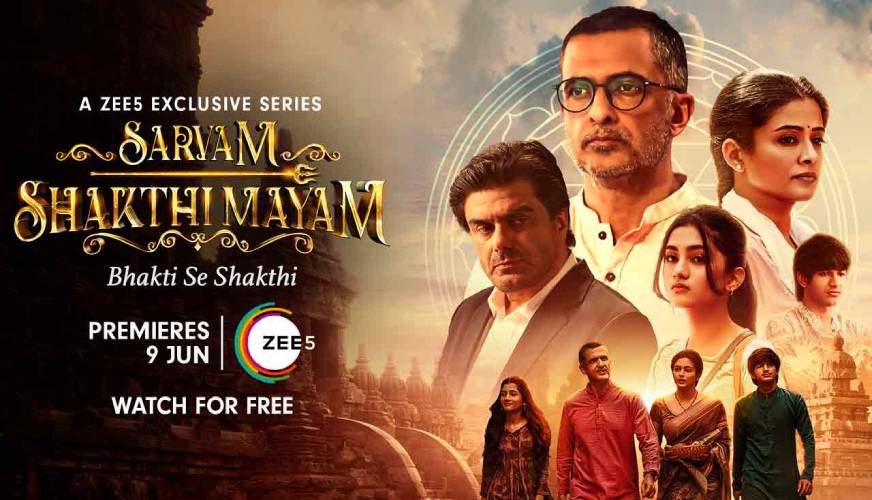 A ZEE5 EXCLUSIVE SERIES
SARVAM
SHAKTHI MAYAM
Bhakti Se Shakthi
PREMIERES
9 JUN
ZEE5
WATCH FOR FREE